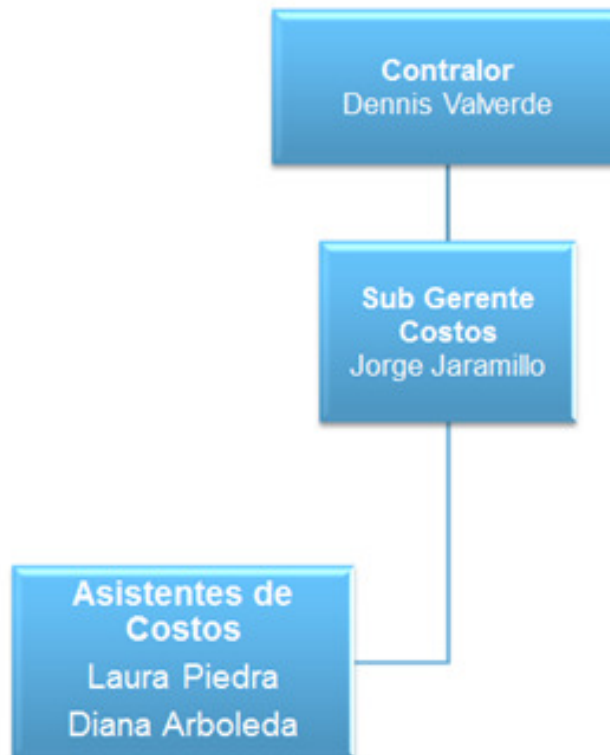 Contralor
Dennis Valverde
Sub Gerente
Costos
Jorge Jaramillo
Asistentes de
Costos
Laura Piedra
Diana Arboleda